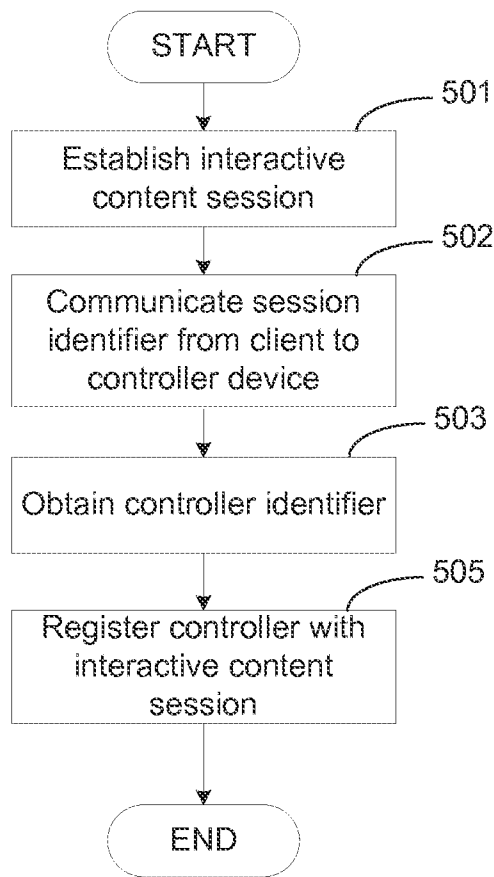 START
501
Establish interactive
content session
502
Communicate session
identifier from client to
controller device
503
Obtain controller identifier
505
Register controller with
interactive content
session
END